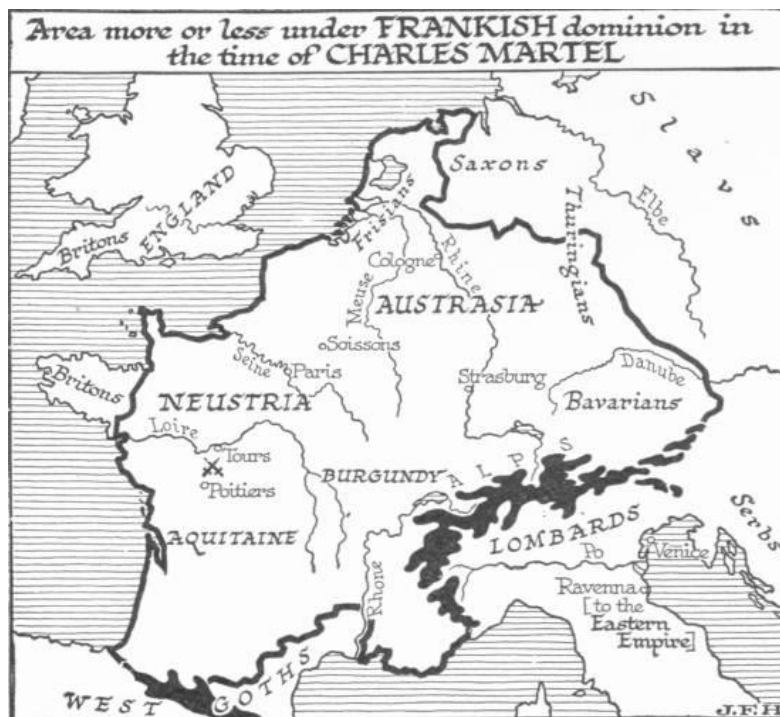 Area more or less under FRANKISH dominion in
the time of CHARLES MARTEL
Slavs
Saxons
ENGLAND
Britons
Frisians
Elbe
Thuringians
Cologne
Rhine
Meuse
AUSTRASIA
Soissons
Seine
Paris
Britons
Strasburg
Danube
NEUSTRIA
Bavarians
Loire
Tours
Poitiers
BURGUNDY
ALPS
AQUITAINE
LOMBARDS
Serbs
Po
Venice
Rhone
Ravenna
[to the
Eastern
Empire]
WEST GOTHS
J.F.H